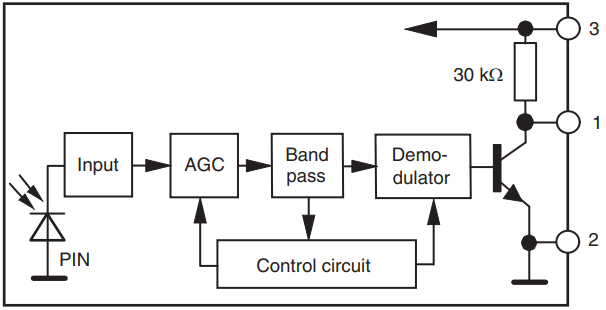 3
30 kΩ
1
Input
AGC
Band
pass
Demo-
dulator
2
PIN
Control circuit